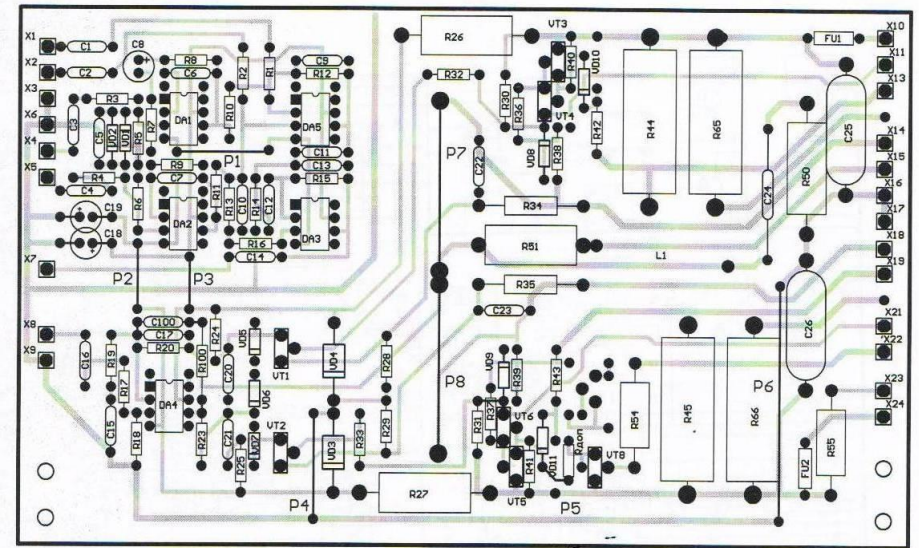 X1 C1 C8 R8 R2 R1 C9 R26 VT3 R40 VD10 FU1 X10
X2 C2 C6 R12 R32 X11
X3 R3 R10 R30 R36 VT4 R44 R65 X13
X6 C3 C5 VD2 VD1 R5 R7 DA1 DA5 R42 C25
X4 P1 C11 P7 VD8 R38 R50 X14
X5 R4 R9 C13 C22 X15
C4 C7 R11 R15 C24 X16
C19 R6 R13 C10 R14 C12 R34 X17
C18 DA2 DA3 R16 R51 X18
X7 P2 P3 C14 L1 X19
R35
X8 C100 R24 C23 C26 X21
X9 C17 VD5 X22
C16 R19 R20 R100 C20 VT1 VD4 R28 VD9 R39 R43
R17 VD6 P8 P6 X23
C15 DA4 VT2 R31 R37 VT6 R54 R45 R66 X24
R18 R23 C21 VD7 VD3 R33 R29 R41 VD11 Rдоп VT8 R55
R25 FU2
P4 R27 VT5 P5